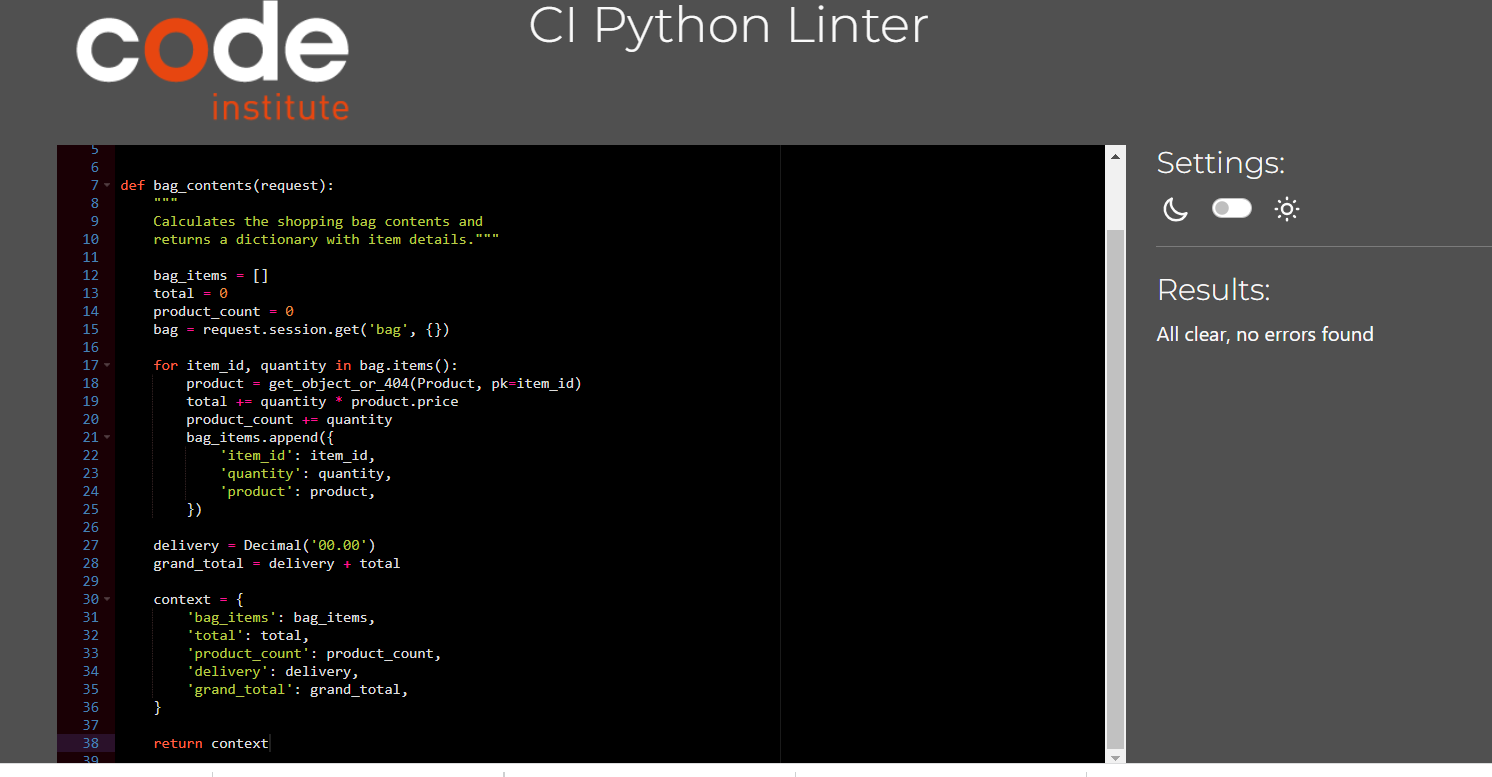 code
institute
CI Python Linter
5
6
7 def bag_contents(request):
8     """
9     Calculates the shopping bag contents and
10     returns a dictionary with item details."""
11
12     bag_items = []
13     total = 0
14     product_count = 0
15     bag = request.session.get('bag', {})
16
17     for item_id, quantity in bag.items():
18         product = get_object_or_404(Product, pk=item_id)
19         total += quantity * product.price
20         product_count += quantity
21         bag_items.append({
22             'item_id': item_id,
23             'quantity': quantity,
24             'product': product,
25         })
26
27     delivery = Decimal('00.00')
28     grand_total = delivery + total
29
30     context = {
31         'bag_items': bag_items,
32         'total': total,
33         'product_count': product_count,
34         'delivery': delivery,
35         'grand_total': grand_total,
36     }
37
38     return context
39
Settings:
Results:
All clear, no errors found